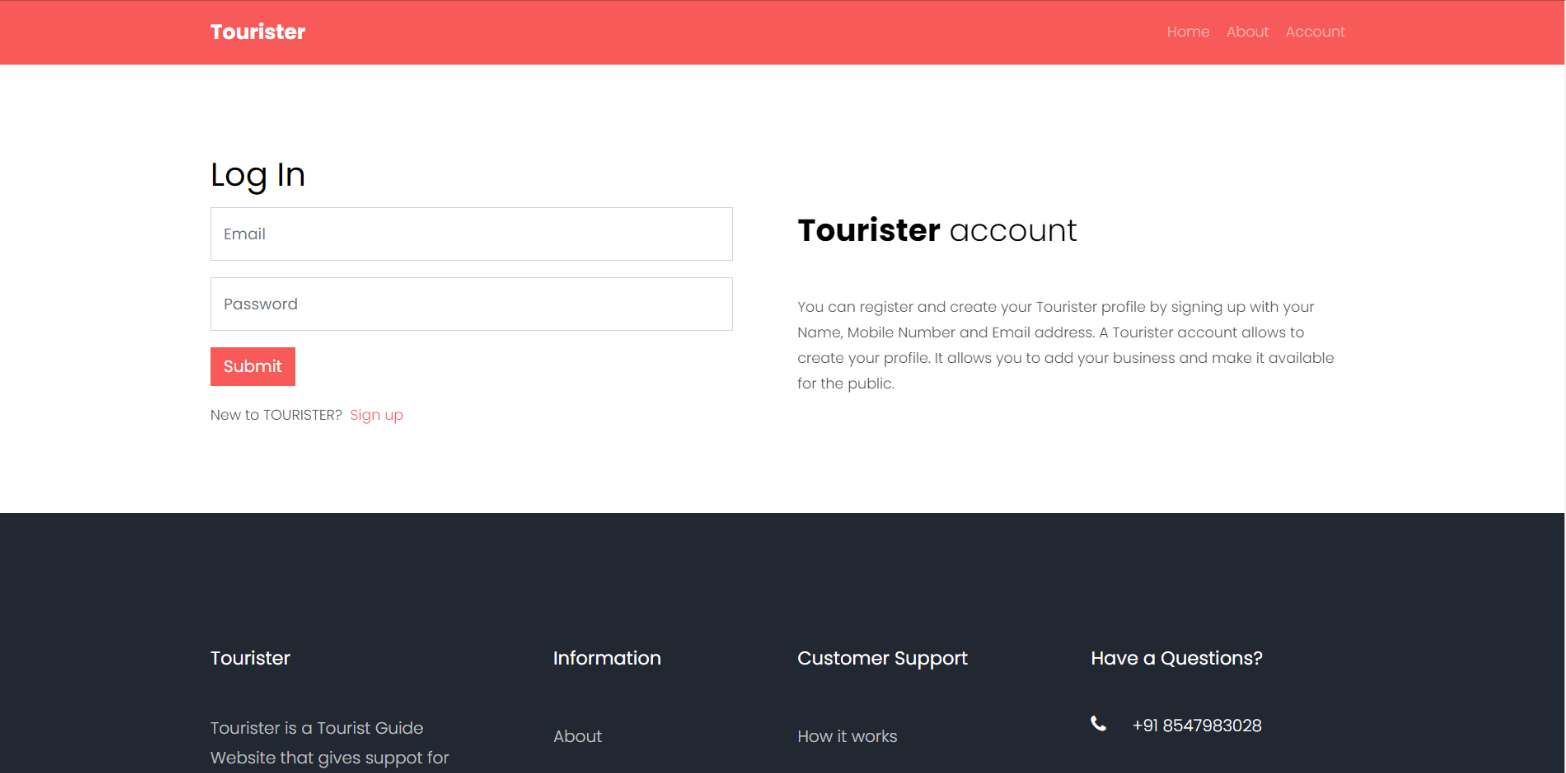 Tourister
Home About Account
Log In
Email
Password
Submit
New to TOURISTER? Sign up
Tourister account
You can register and create your Tourister profile by signing up with your
Name, Mobile Number and Email address. A Tourister account allows to
create your profile. It allows you to add your business and make it available
for the public.
Tourister
Tourister is a Tourist Guide
Website that gives suppot for
Information
About
Customer Support
How it works
Have a Questions?
+91 8547983028